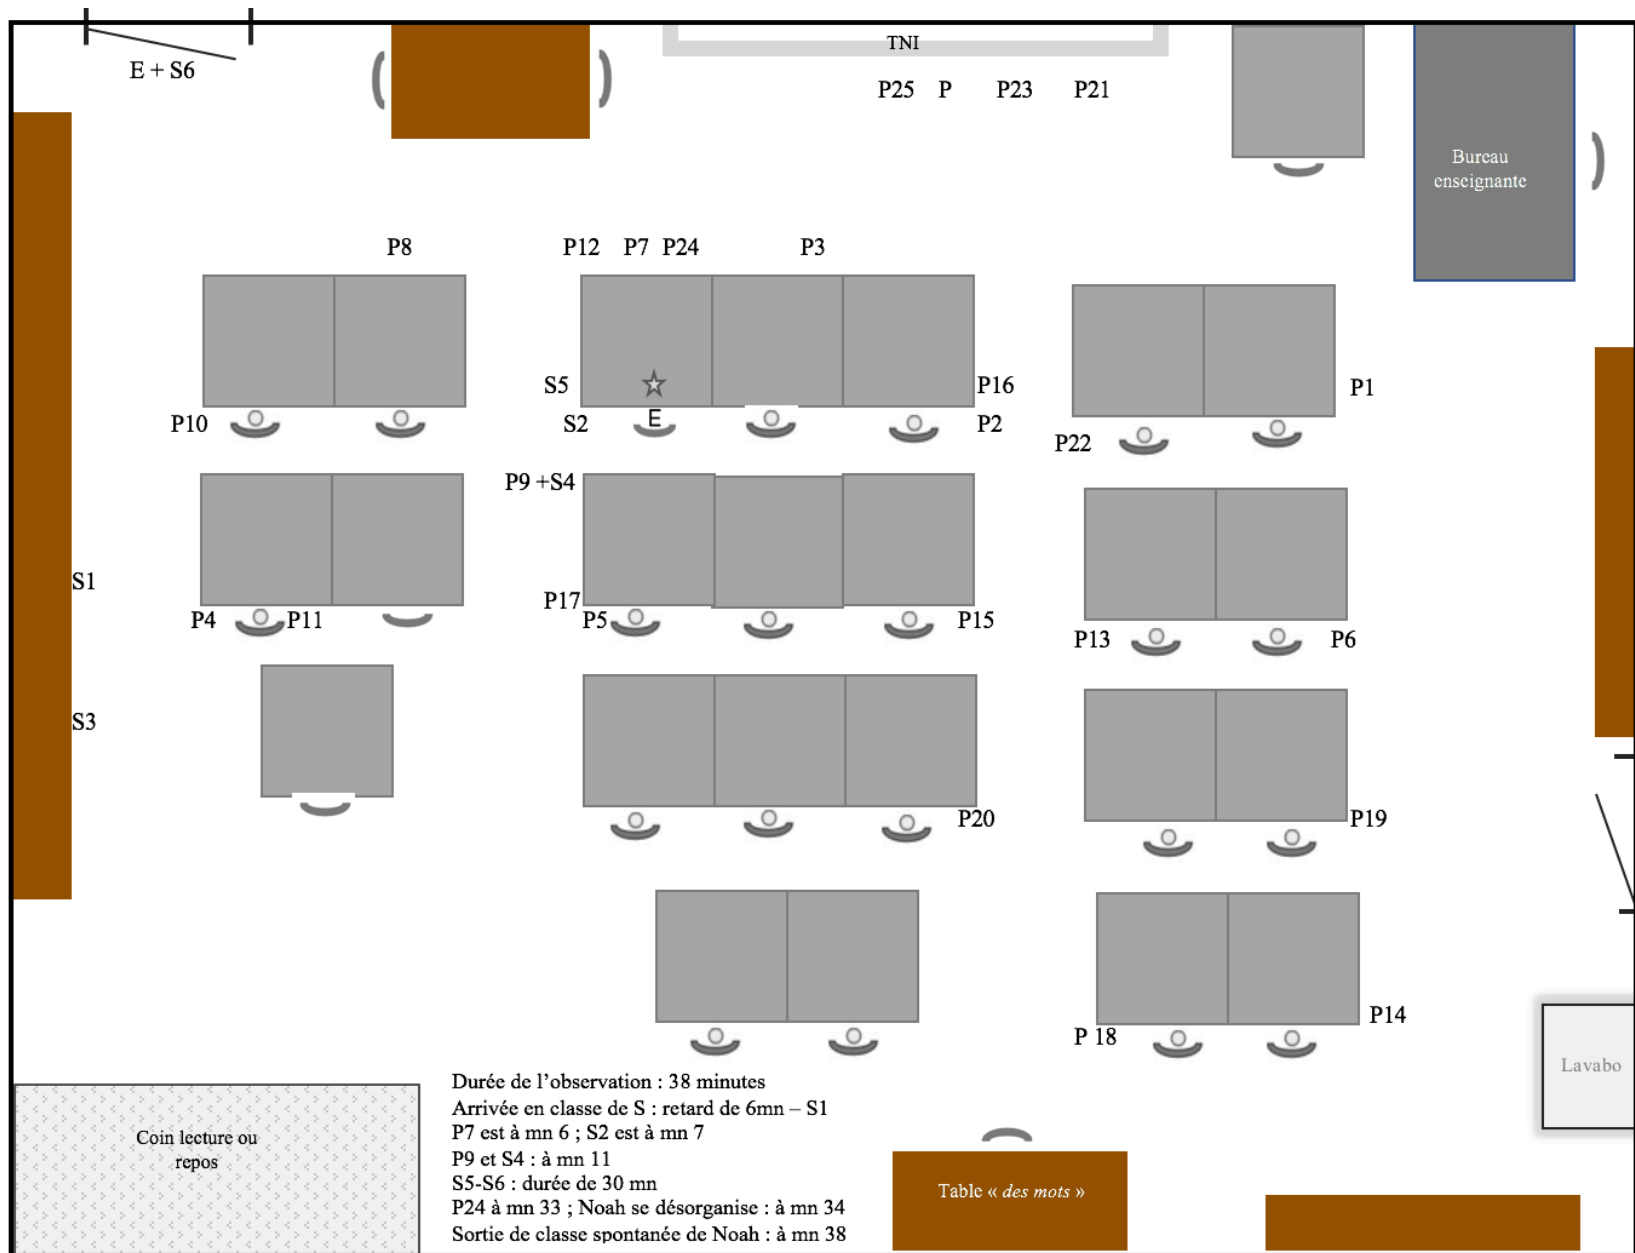 TNI
E + S6
P25 P P23 P21
Bureau
enseignante
P8 P12 P7 P24 P3
S5 P16 P1
P10 S2 E P2
P22
P9 +S4
S1
P17
P4 P11 P5 P15
P13 P6
S3
P20 P19
P14
P 18
Lavabo
Coin lecture ou
repos
Durée de l’observation : 38 minutes
Arrivée en classe de S : retard de 6mn – S1
P7 est à mn 6 ; S2 est à mn 7
P9 et S4 : à mn 11
S5-S6 : durée de 30 mn
P24 à mn 33 ; Noah se désorganise : à mn 34
Sortie de classe spontanée de Noah : à mn 38
Table « des mots »